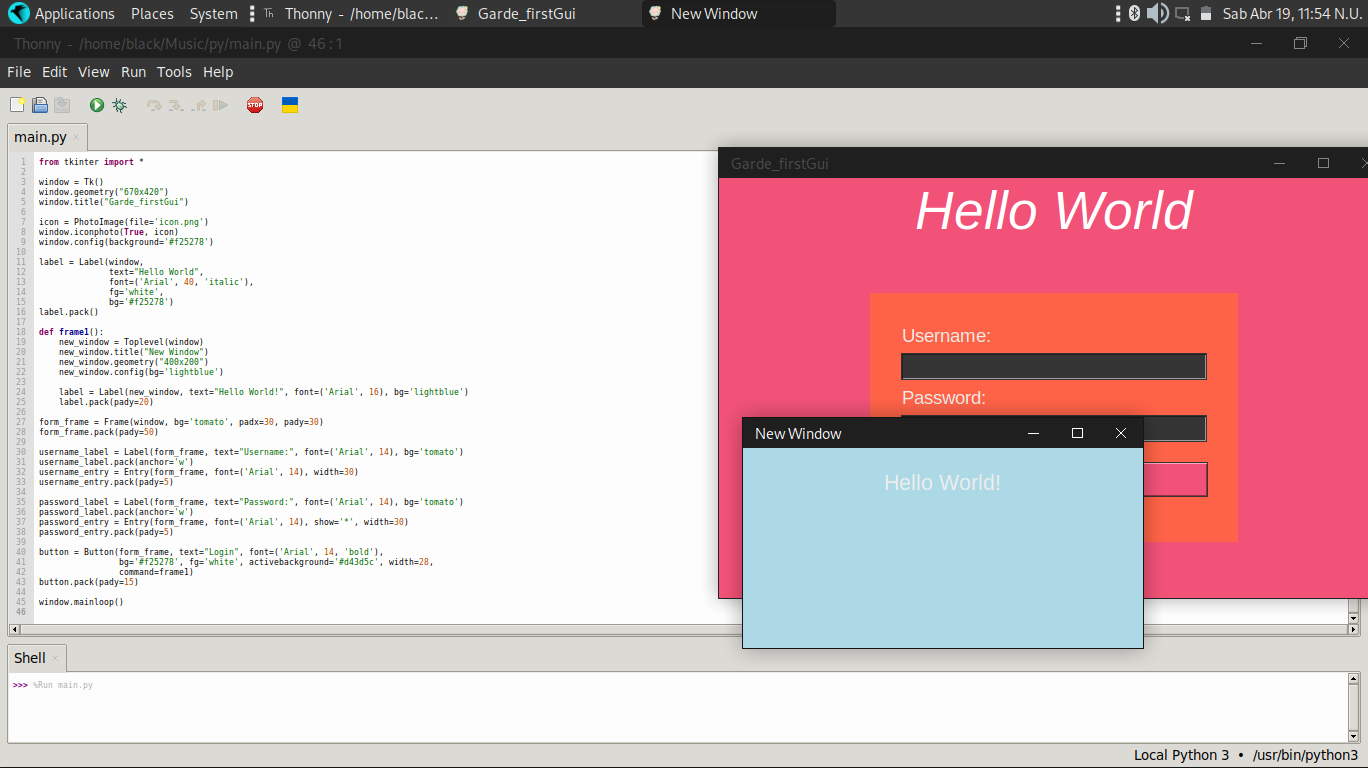 Applications Places System Thonny - /home/blac... Garde_firstGui New Window Sab Abr 19, 11:54 N.U.
Thonny - /home/black/Music/py/main.py @ 46 : 1
File Edit View Run Tools Help
STOP
main.py
1 from tkinter import *
2
3 window = Tk()
4 window.geometry("670x420")
5 window.title("Garde_firstGui")
6
7 icon = PhotoImage(file='icon.png')
8 window.iconphoto(True, icon)
9 window.config(background='#f25278')
10
11 label = Label(window,
12 text="Hello World",
13 font=('Arial', 40, 'italic'),
14 fg='white',
15 bg='#f25278')
16 label.pack()
17
18 def frame1():
19 new_window = Toplevel(window)
20 new_window.title("New Window")
21 new_window.geometry("400x200")
22 new_window.config(bg='lightblue')
23
24 label = Label(new_window, text="Hello World!", font=('Arial', 16), bg='lightblue')
25 label.pack(pady=20)
26
27 form_frame = Frame(window, bg='tomato', padx=30, pady=30)
28 form_frame.pack(pady=50)
29
30 username_label = Label(form_frame, text="Username:", font=('Arial', 14), bg='tomato')
31 username_label.pack(anchor='w')
32 username_entry = Entry(form_frame, font=('Arial', 14), width=30)
33 username_entry.pack(pady=5)
34
35 password_label = Label(form_frame, text="Password:", font=('Arial', 14), bg='tomato')
36 password_label.pack(anchor='w')
37 password_entry = Entry(form_frame, font=('Arial', 14), show='*', width=30)
38 password_entry.pack(pady=5)
39
40 button = Button(form_frame, text="Login", font=('Arial', 14, 'bold'),
41 bg='#f25278', fg='white', activebackground='#d43d5c', width=28,
42 command=frame1)
43 button.pack(pady=15)
44
45 window.mainloop()
46
Garde_firstGui
Hello World
Username:
Password:
New Window
Hello World!
Shell
>>> %Run main.py
Local Python 3 • /usr/bin/python3